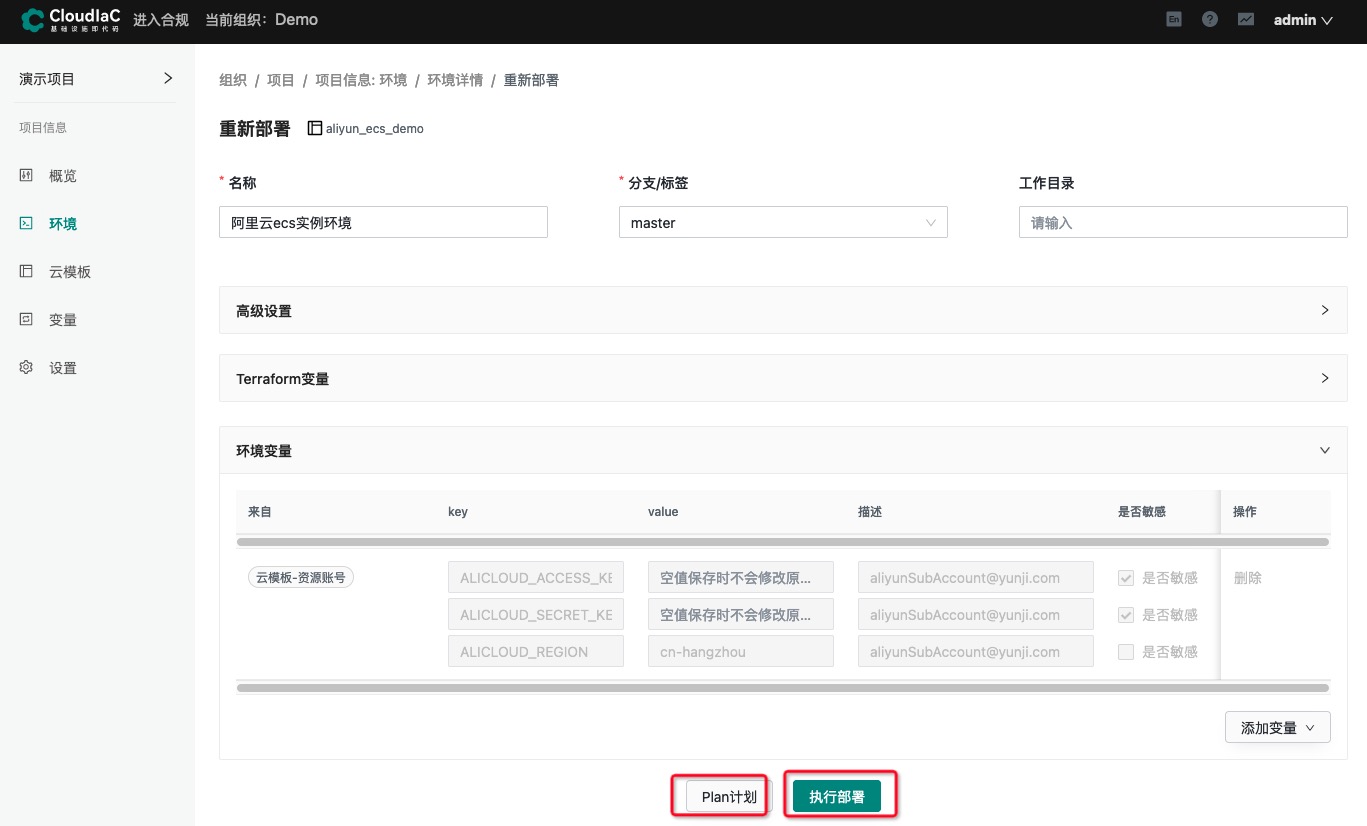 CloudIaC
基础设施即代码
进入合规 当前组织: Demo
En
?
admin
演示项目
项目信息
概览
环境
云模板
变量
设置
组织 / 项目 / 项目信息: 环境 / 环境详情 / 重新部署
重新部署 aliyun_ecs_demo
* 名称 * 分支/标签 工作目录
阿里云ecs实例环境 master 请输入
高级设置
Terraform变量
环境变量
来自 key value 描述 是否敏感 操作
云模板-资源账号 ALICLOUD_ACCESS_KE 空值保存时不会修改原... aliyunSubAccount@yunji.com 是否敏感 删除
ALICLOUD_SECRET_KE 空值保存时不会修改原... aliyunSubAccount@yunji.com 是否敏感
ALICLOUD_REGION cn-hangzhou aliyunSubAccount@yunji.com 是否敏感
添加变量
Plan计划 执行部署